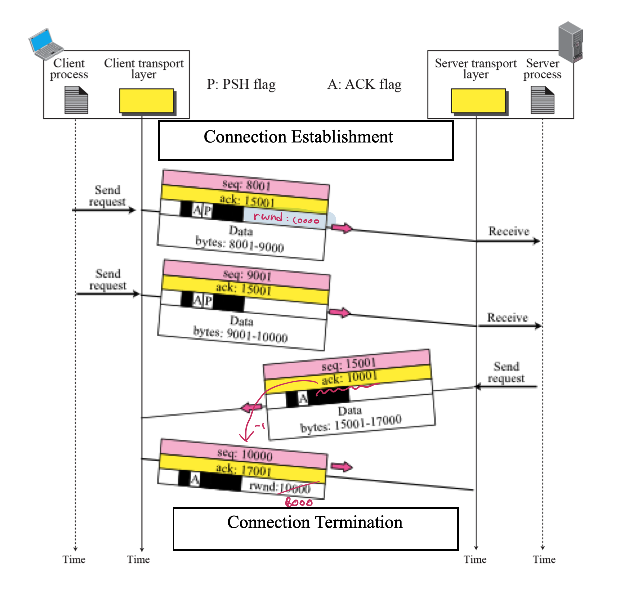 Client process
Client transport layer
Server transport layer
Server process
P: PSH flag
A: ACK flag
Connection Establishment
Send request
seq: 8001
ack: 15001
A P
rwnd: 10000
Data
bytes: 8001-9000
Receive
Send request
seq: 9001
ack: 15001
A P
Data
bytes: 9001-10000
Receive
seq: 15001
ack: 10001
A
Data
bytes: 15001-17000
Send request
-1
seq: 10000
ack: 17001
A
rwnd: 10000
8000
Connection Termination
Time
Time
Time
Time